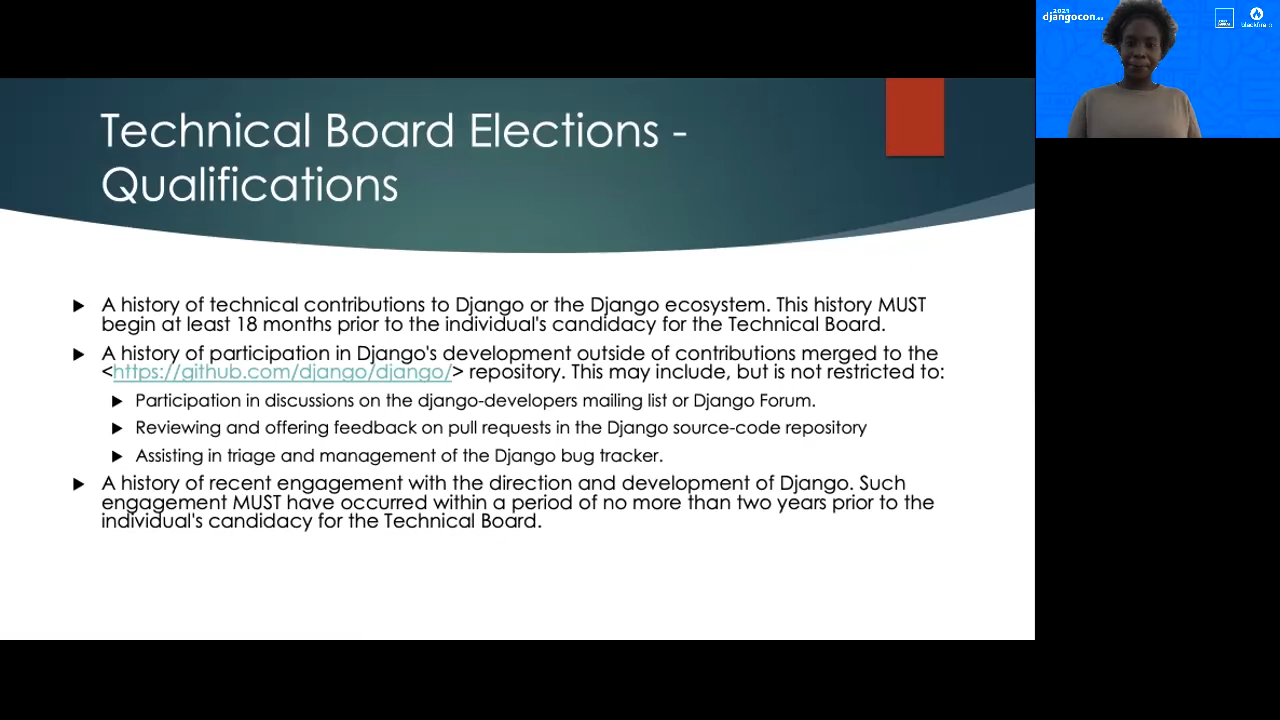 Technical Board Elections -
Qualifications
A history of technical contributions to Django or the Django ecosystem. This history MUST
begin at least 18 months prior to the individual's candidacy for the Technical Board.
A history of participation in Django's development outside of contributions merged to the
<https://github.com/django/django/> repository. This may include, but is not restricted to:
Participation in discussions on the django-developers mailing list or Django Forum.
Reviewing and offering feedback on pull requests in the Django source-code repository
Assisting in triage and management of the Django bug tracker.
A history of recent engagement with the direction and development of Django. Such
engagement MUST have occurred within a period of no more than two years prior to the
individual's candidacy for the Technical Board.
2021
djangocon.eu